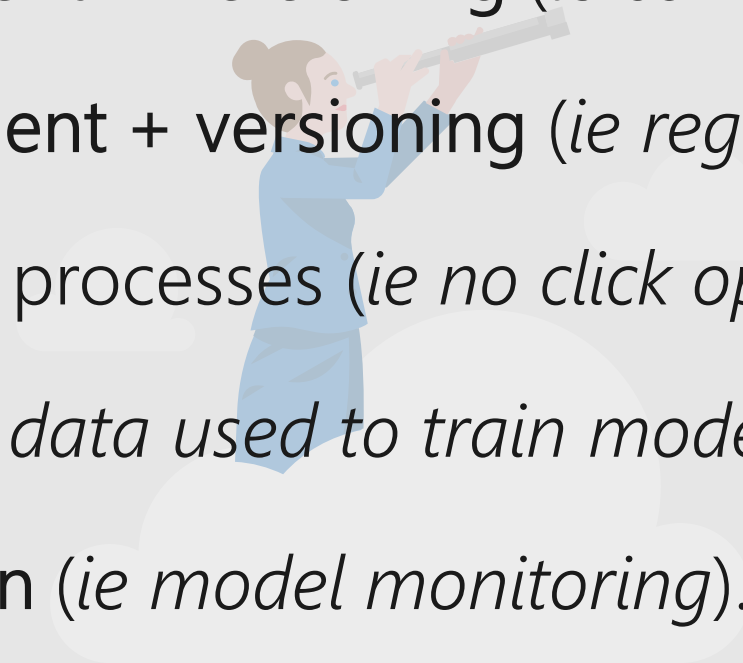 ent + versioning (ie reg
processes (ie no click op
data used to train mode
n (ie model monitoring).